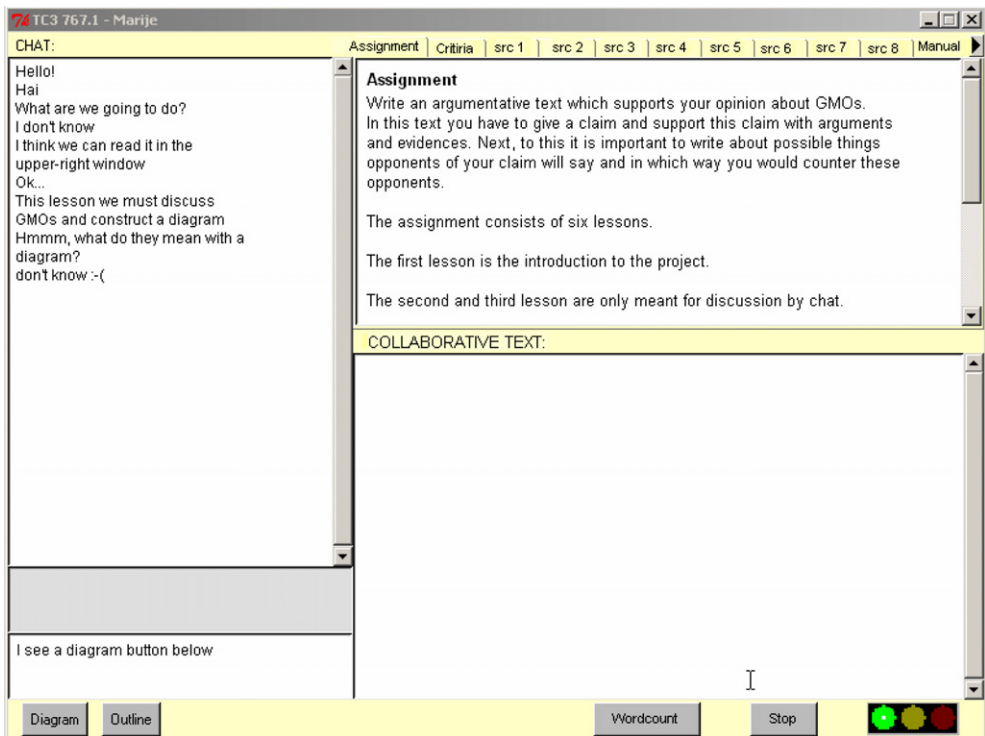 TC3 767.1 - Marije
CHAT:
Hello!
Hai
What are we going to do?
I don't know
I think we can read it in the
upper-right window
Ok...
This lesson we must discuss
GMOs and construct a diagram
Hmmm, what do they mean with a
diagram?
don't know :-(
I see a diagram button below
Assignment Critiria src 1 src 2 src 3 src 4 src 5 src 6 src 7 src 8 Manual
Assignment
Write an argumentative text which supports your opinion about GMOs.
In this text you have to give a claim and support this claim with arguments
and evidences. Next, to this it is important to write about possible things
opponents of your claim will say and in which way you would counter these
opponents.
The assignment consists of six lessons.
The first lesson is the introduction to the project.
The second and third lesson are only meant for discussion by chat.
COLLABORATIVE TEXT:
Diagram Outline Wordcount Stop